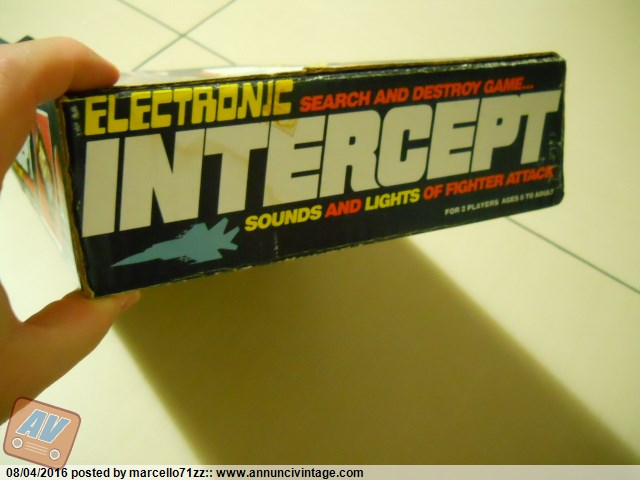 ELECTRONIC SEARCH AND DESTROY GAME...
INTERCEPT
SOUNDS AND LIGHTS OF FIGHTER ATTACK
FOR 2 PLAYERS AGES 8 TO ADULT
AV
08/04/2016 posted by marcello71zz:: www.annuncivintage.com